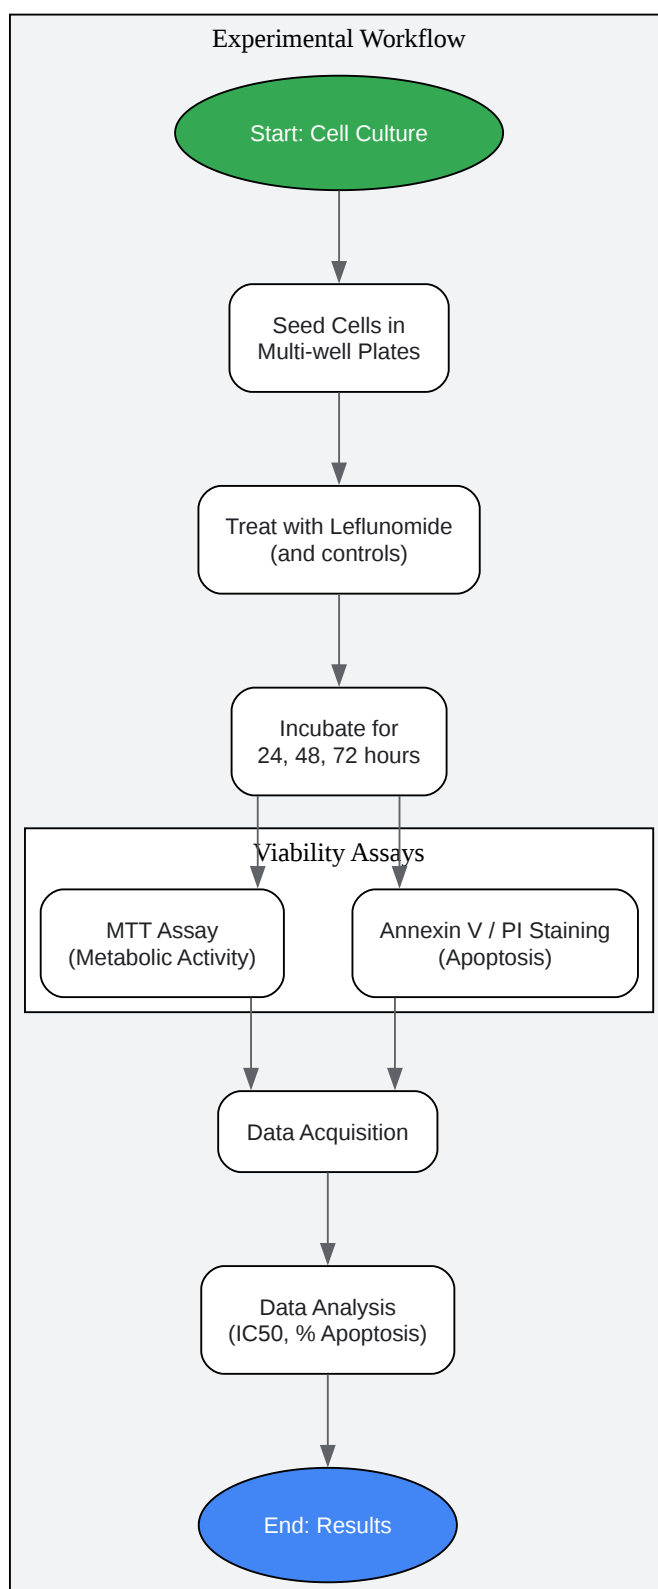 Experimental Workflow
Start: Cell Culture
Seed Cells in
Multi-well Plates
Treat with Leflunomide
(and controls)
Incubate for
24, 48, 72 hours
Viability Assays
MTT Assay
(Metabolic Activity)
Annexin V / PI Staining
(Apoptosis)
Data Acquisition
Data Analysis
(IC50, % Apoptosis)
End: Results